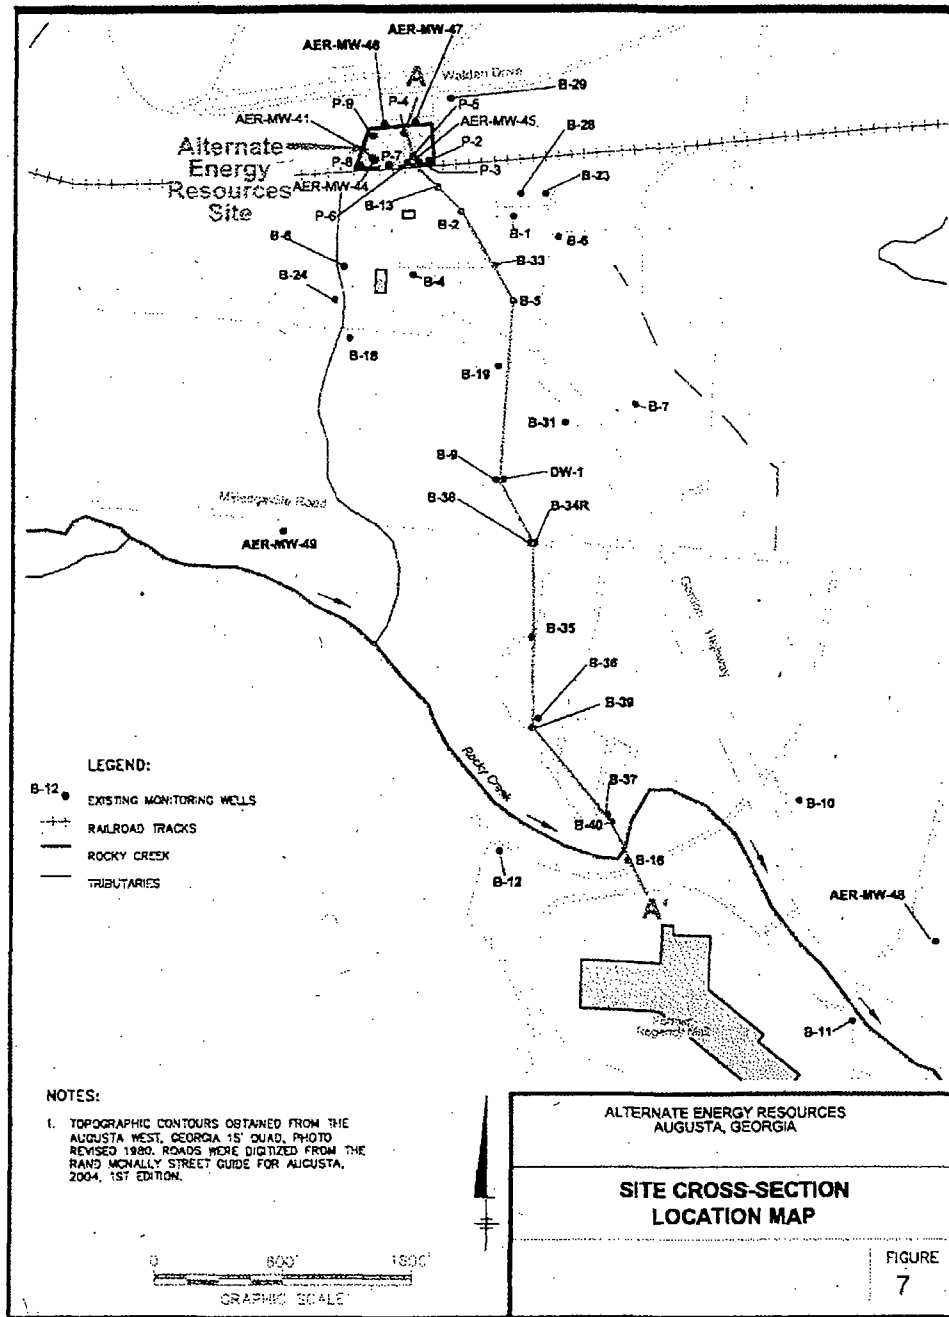 AER-MW-47
AER-MW-46
A
Walden Drive
B-29
P-9
P-4
P-5
AER-MW-41
AER-MW-45
B-28
Alternate
Energy
Resources
Site
P-2
P-8
P-7
P-3
B-23
AER-MW-44
B-13
P-6
B-2
B-1
B-6
B-33
B-24
B-4
B-5
B-18
B-19
B-7
B-31
B-9
DW-1
B-38
B-34R
Milledgeville Road
AER-MW-49
Gordon Highway
B-35
B-36
B-39
Rocky Creek
B-37
B-10
B-40
B-16
B-12
A'
AER-MW-48
Former
Regency Mall
B-11
LEGEND:
B-12
EXISTING MONITORING WELLS
RAILROAD TRACKS
ROCKY CREEK
TRIBUTARIES
NOTES:
1. TOPOGRAPHIC CONTOURS OBTAINED FROM THE
AUGUSTA WEST, GEORGIA 15' QUAD, PHOTO
REVISED 1980. ROADS WERE DIGITIZED FROM THE
RAND MCNALLY STREET GUIDE FOR AUGUSTA,
2004, 1ST EDITION.
0
GRAPHIC SCALE
ALTERNATE ENERGY RESOURCES
AUGUSTA, GEORGIA
SITE CROSS-SECTION
LOCATION MAP
FIGURE
7